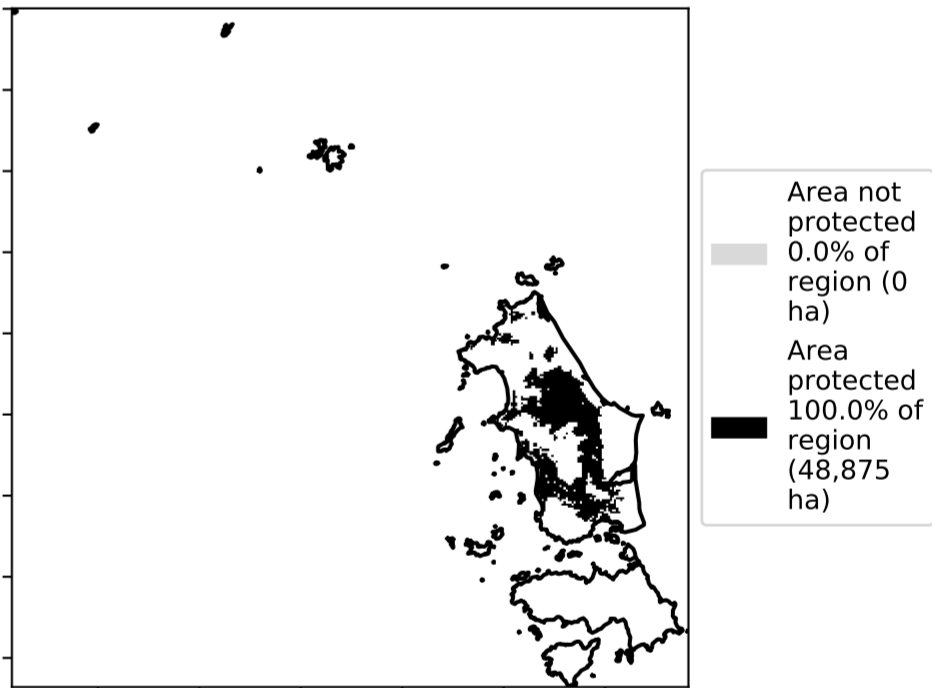 Area not
protected
0.0% of
region (0
ha)
Area
protected
100.0% of
region
(48,875
ha)